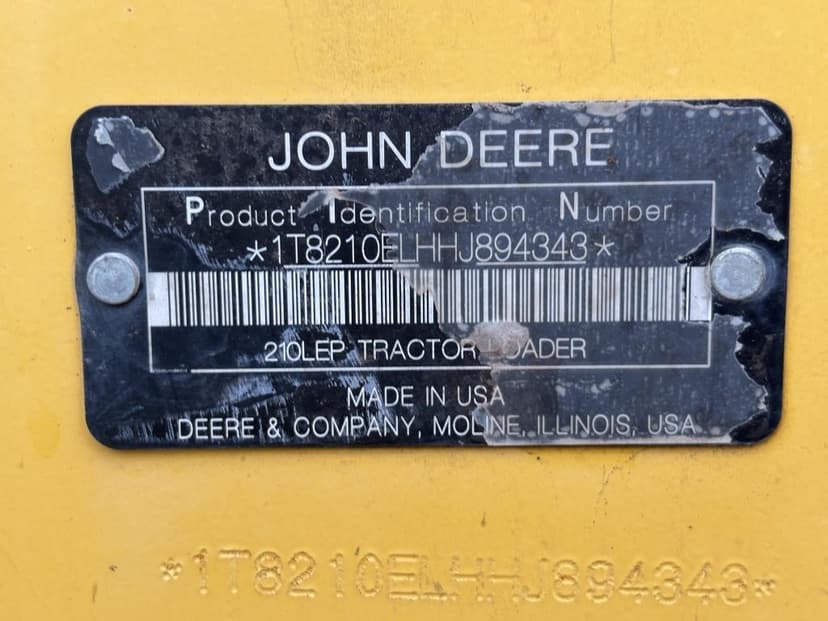 JOHN DEERE
Product Identification Number
*1T8210ELHHJ894343*
210LEP TRACTOR LOADER
MADE IN USA
DEERE & COMPANY, MOLINE, ILLINOIS, USA
*1T8210ELHHJ894343*